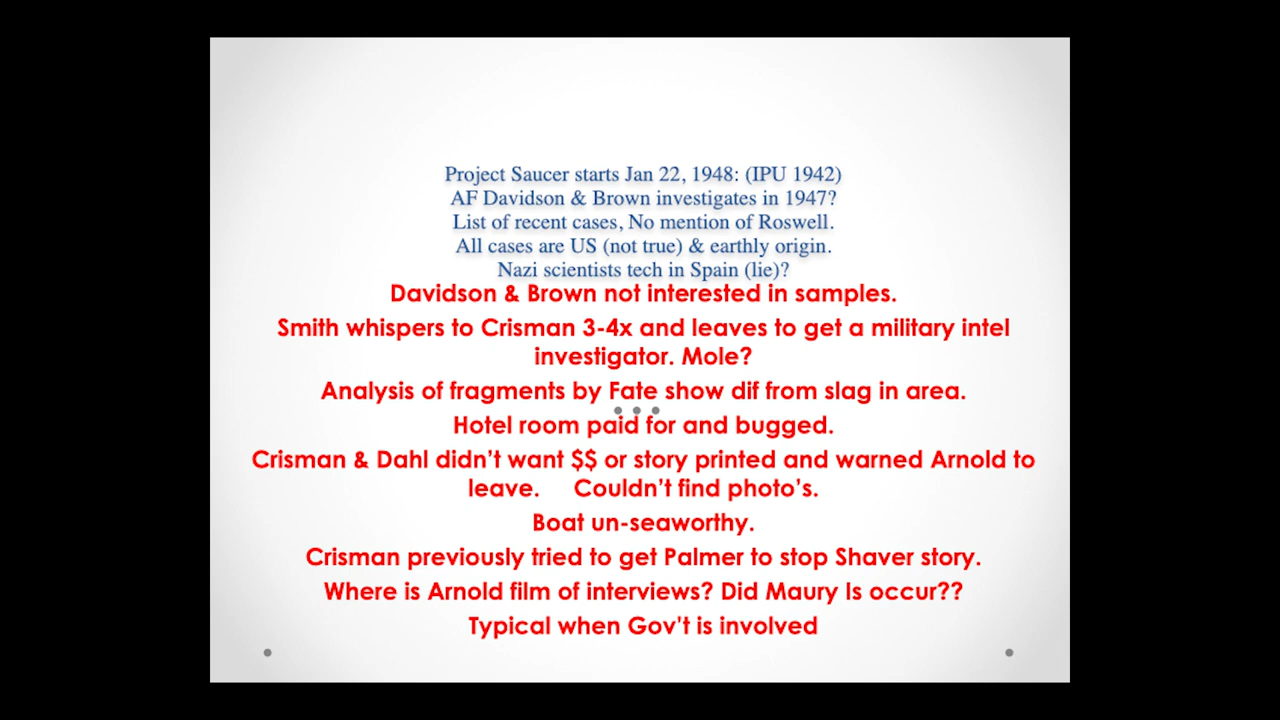 Project Saucer starts Jan 22, 1948: (IPU 1942)
AF Davidson & Brown investigates in 1947?
List of recent cases, No mention of Roswell.
All cases are US (not true) & earthly origin.
Nazi scientists tech in Spain (lie)?
Davidson & Brown not interested in samples.
Smith whispers to Crisman 3-4x and leaves to get a military intel
investigator. Mole?
Analysis of fragments by Fate show dif from slag in area.
Hotel room paid for and bugged.
Crisman & Dahl didn't want $$ or story printed and warned Arnold to
leave. Couldn't find photo's.
Boat un-seaworthy.
Crisman previously tried to get Palmer to stop Shaver story.
Where is Arnold film of interviews? Did Maury Is occur??
Typical when Gov't is involved